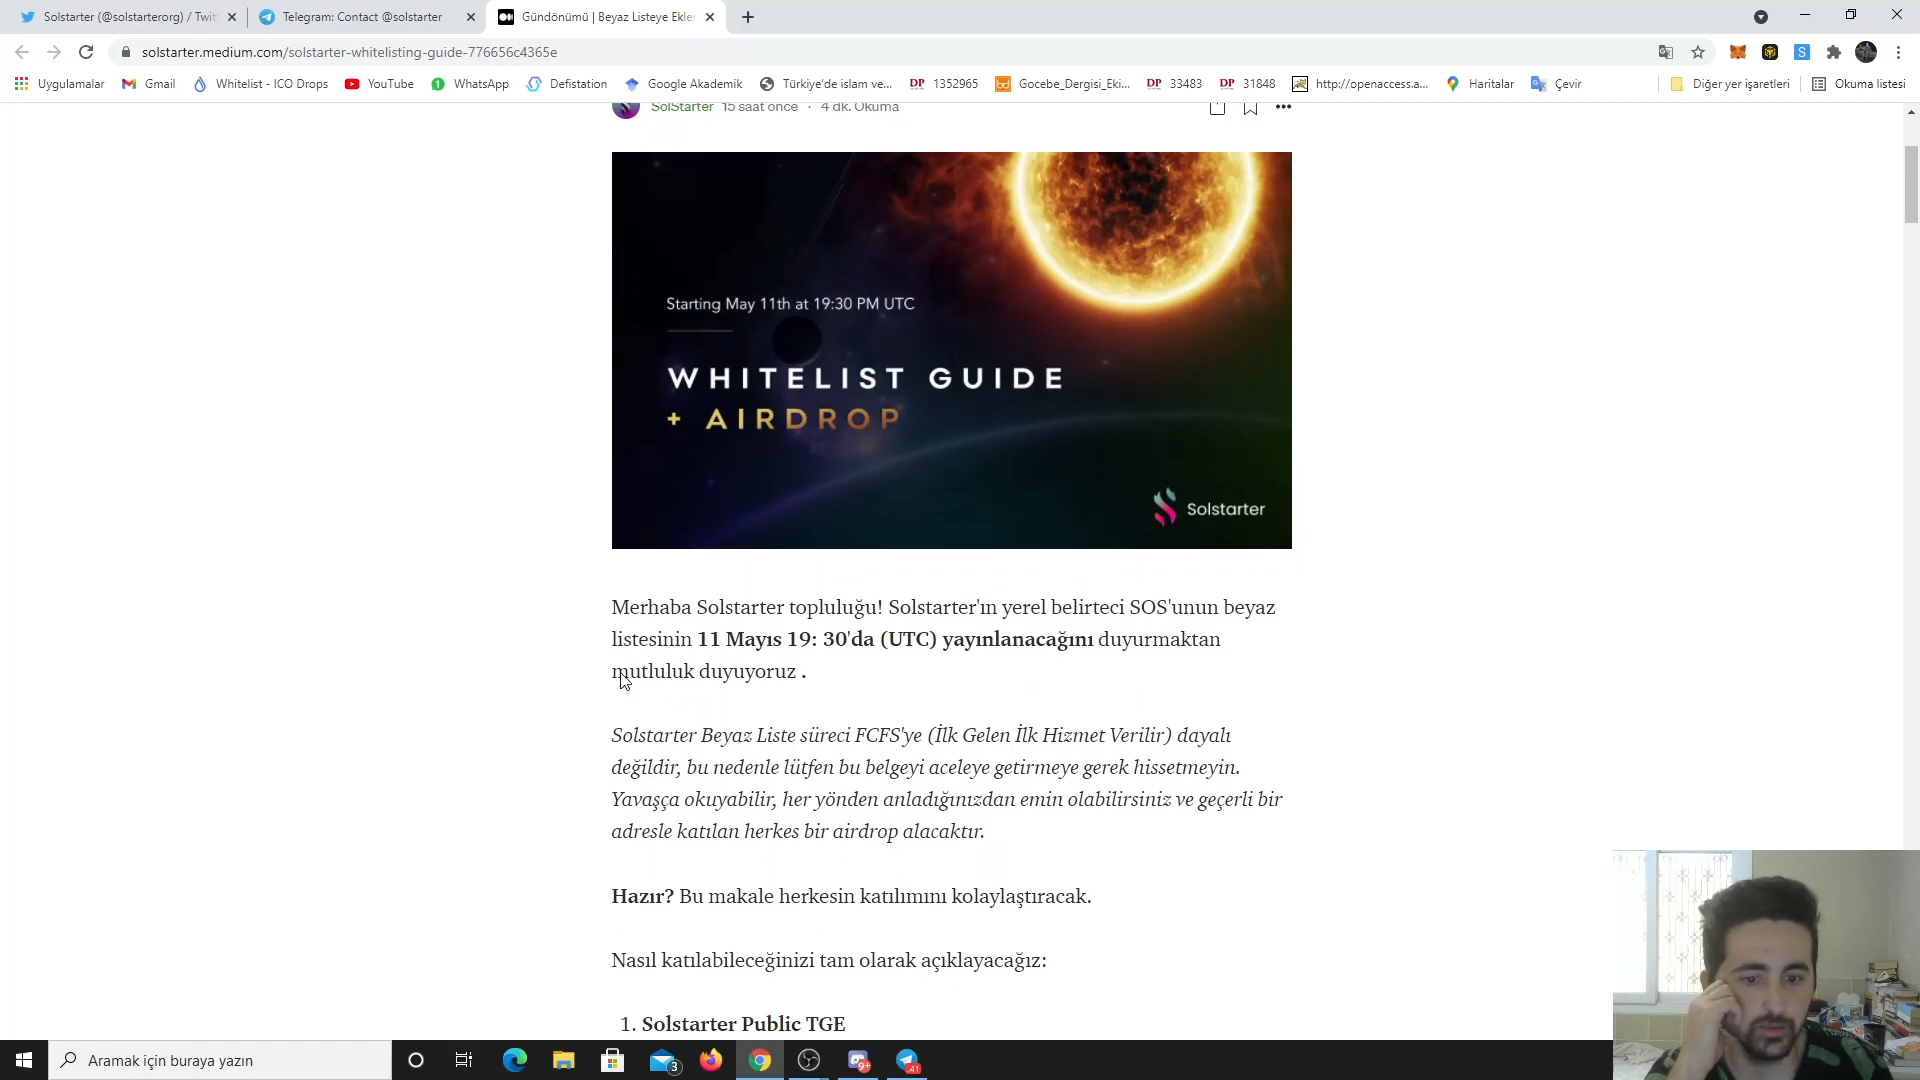 Solstarter (@solstarterorg) / Twit
Telegram: Contact @solstarter
Gündönümü | Beyaz Listeye Ekler
solstarter.medium.com/solstarter-whitelisting-guide-776656c4365e
Uygulamalar
Gmail
Whitelist - ICO Drops
YouTube
WhatsApp
Defistation
Google Akademik
Türkiye'de islam ve...
DP 1352965
Gocebe_Dergisi_Eki...
DP 33483
DP 31848
http://openaccess.a...
Haritalar
Çevir
Diğer yer işaretleri
Okuma listesi
SolStarter 15 saat önce · 4 dk. Okuma
Starting May 11th at 19:30 PM UTC
WHITELIST GUIDE
+ AIRDROP
Solstarter
Merhaba Solstarter topluluğu! Solstarter'ın yerel belirteci SOS'unun beyaz
listesinin 11 Mayıs 19: 30'da (UTC) yayınlanacağını duyurmaktan
mutluluk duyuyoruz .
Solstarter Beyaz Liste süreci FCFS'ye (İlk Gelen İlk Hizmet Verilir) dayalı
değildir, bu nedenle lütfen bu belgeyi aceleye getirmeye gerek hissetmeyin.
Yavaşça okuyabilir, her yönden anladığınızdan emin olabilirsiniz ve geçerli bir
adresle katılan herkes bir airdrop alacaktır.
Hazır? Bu makale herkesin katılımını kolaylaştıracak.
Nasıl katılabileceğinizi tam olarak açıklayacağız:
1. Solstarter Public TGE
Aramak için buraya yazın
3
9+
41